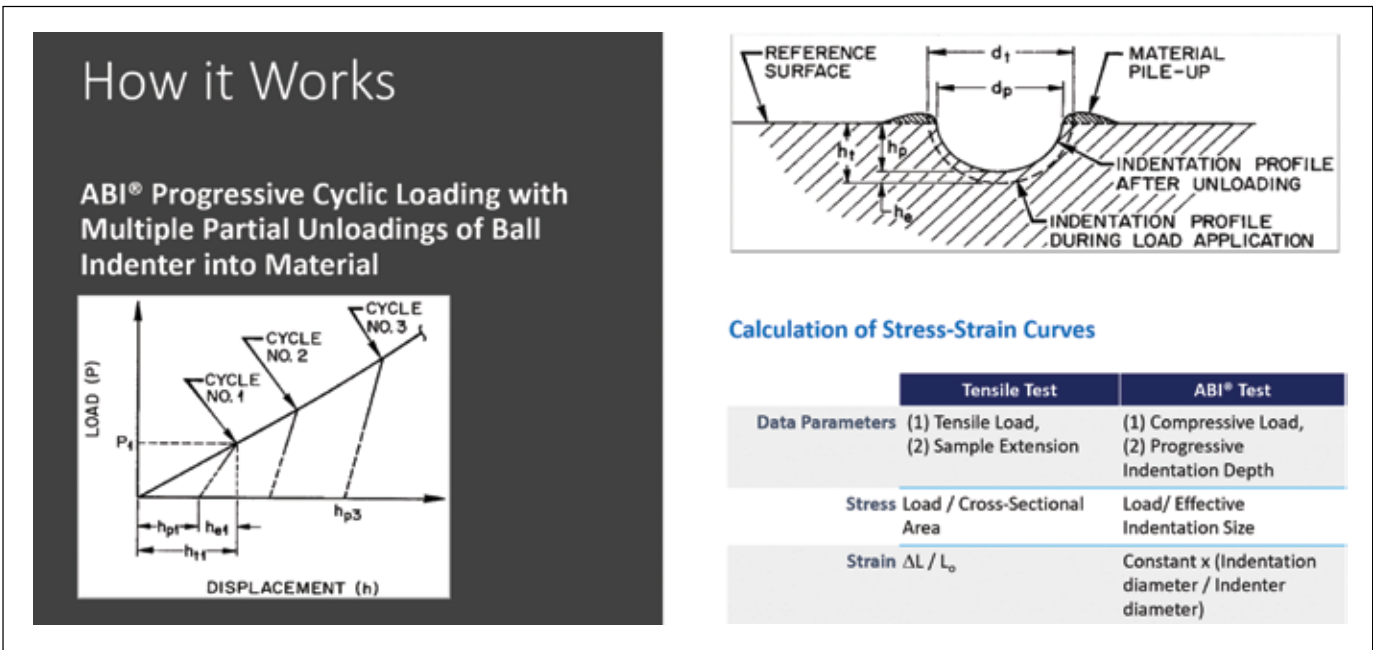 How it Works
ABI® Progressive Cyclic Loading with
Multiple Partial Unloadings of Ball
Indenter into Material
LOAD (P)
P1
CYCLE
NO. 1
CYCLE
NO. 2
CYCLE
NO. 3
hp1
he1
ht1
hp3
DISPLACEMENT (h)
REFERENCE
SURFACE
dt
dp
MATERIAL
PILE-UP
ht
hp
he
INDENTATION PROFILE
AFTER UNLOADING
INDENTATION PROFILE
DURING LOAD APPLICATION
Calculation of Stress-Strain Curves
Tensile Test ABI® Test
Data Parameters (1) Tensile Load, (1) Compressive Load,
(2) Sample Extension (2) Progressive
Indentation Depth
Stress Load / Cross-Sectional Load/ Effective
Area Indentation Size
Strain ΔL / Lo Constant x (Indentation
diameter / Indenter
diameter)